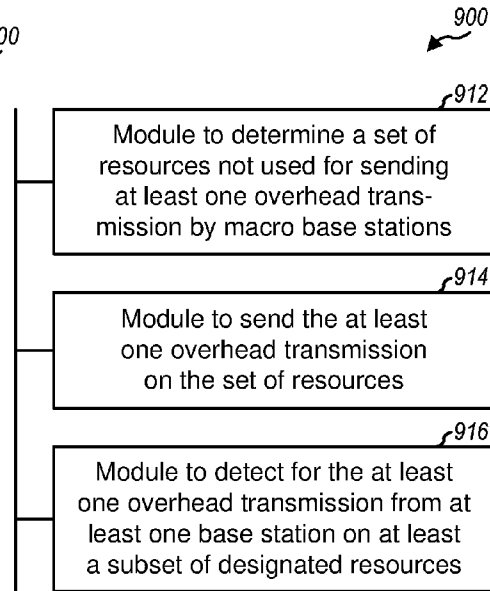 900
912
Module to determine a set of
resources not used for sending
at least one overhead trans-
mission by macro base stations
914
Module to send the at least
one overhead transmission
on the set of resources
916
Module to detect for the at least
one overhead transmission from at
least one base station on at least
a subset of designated resources